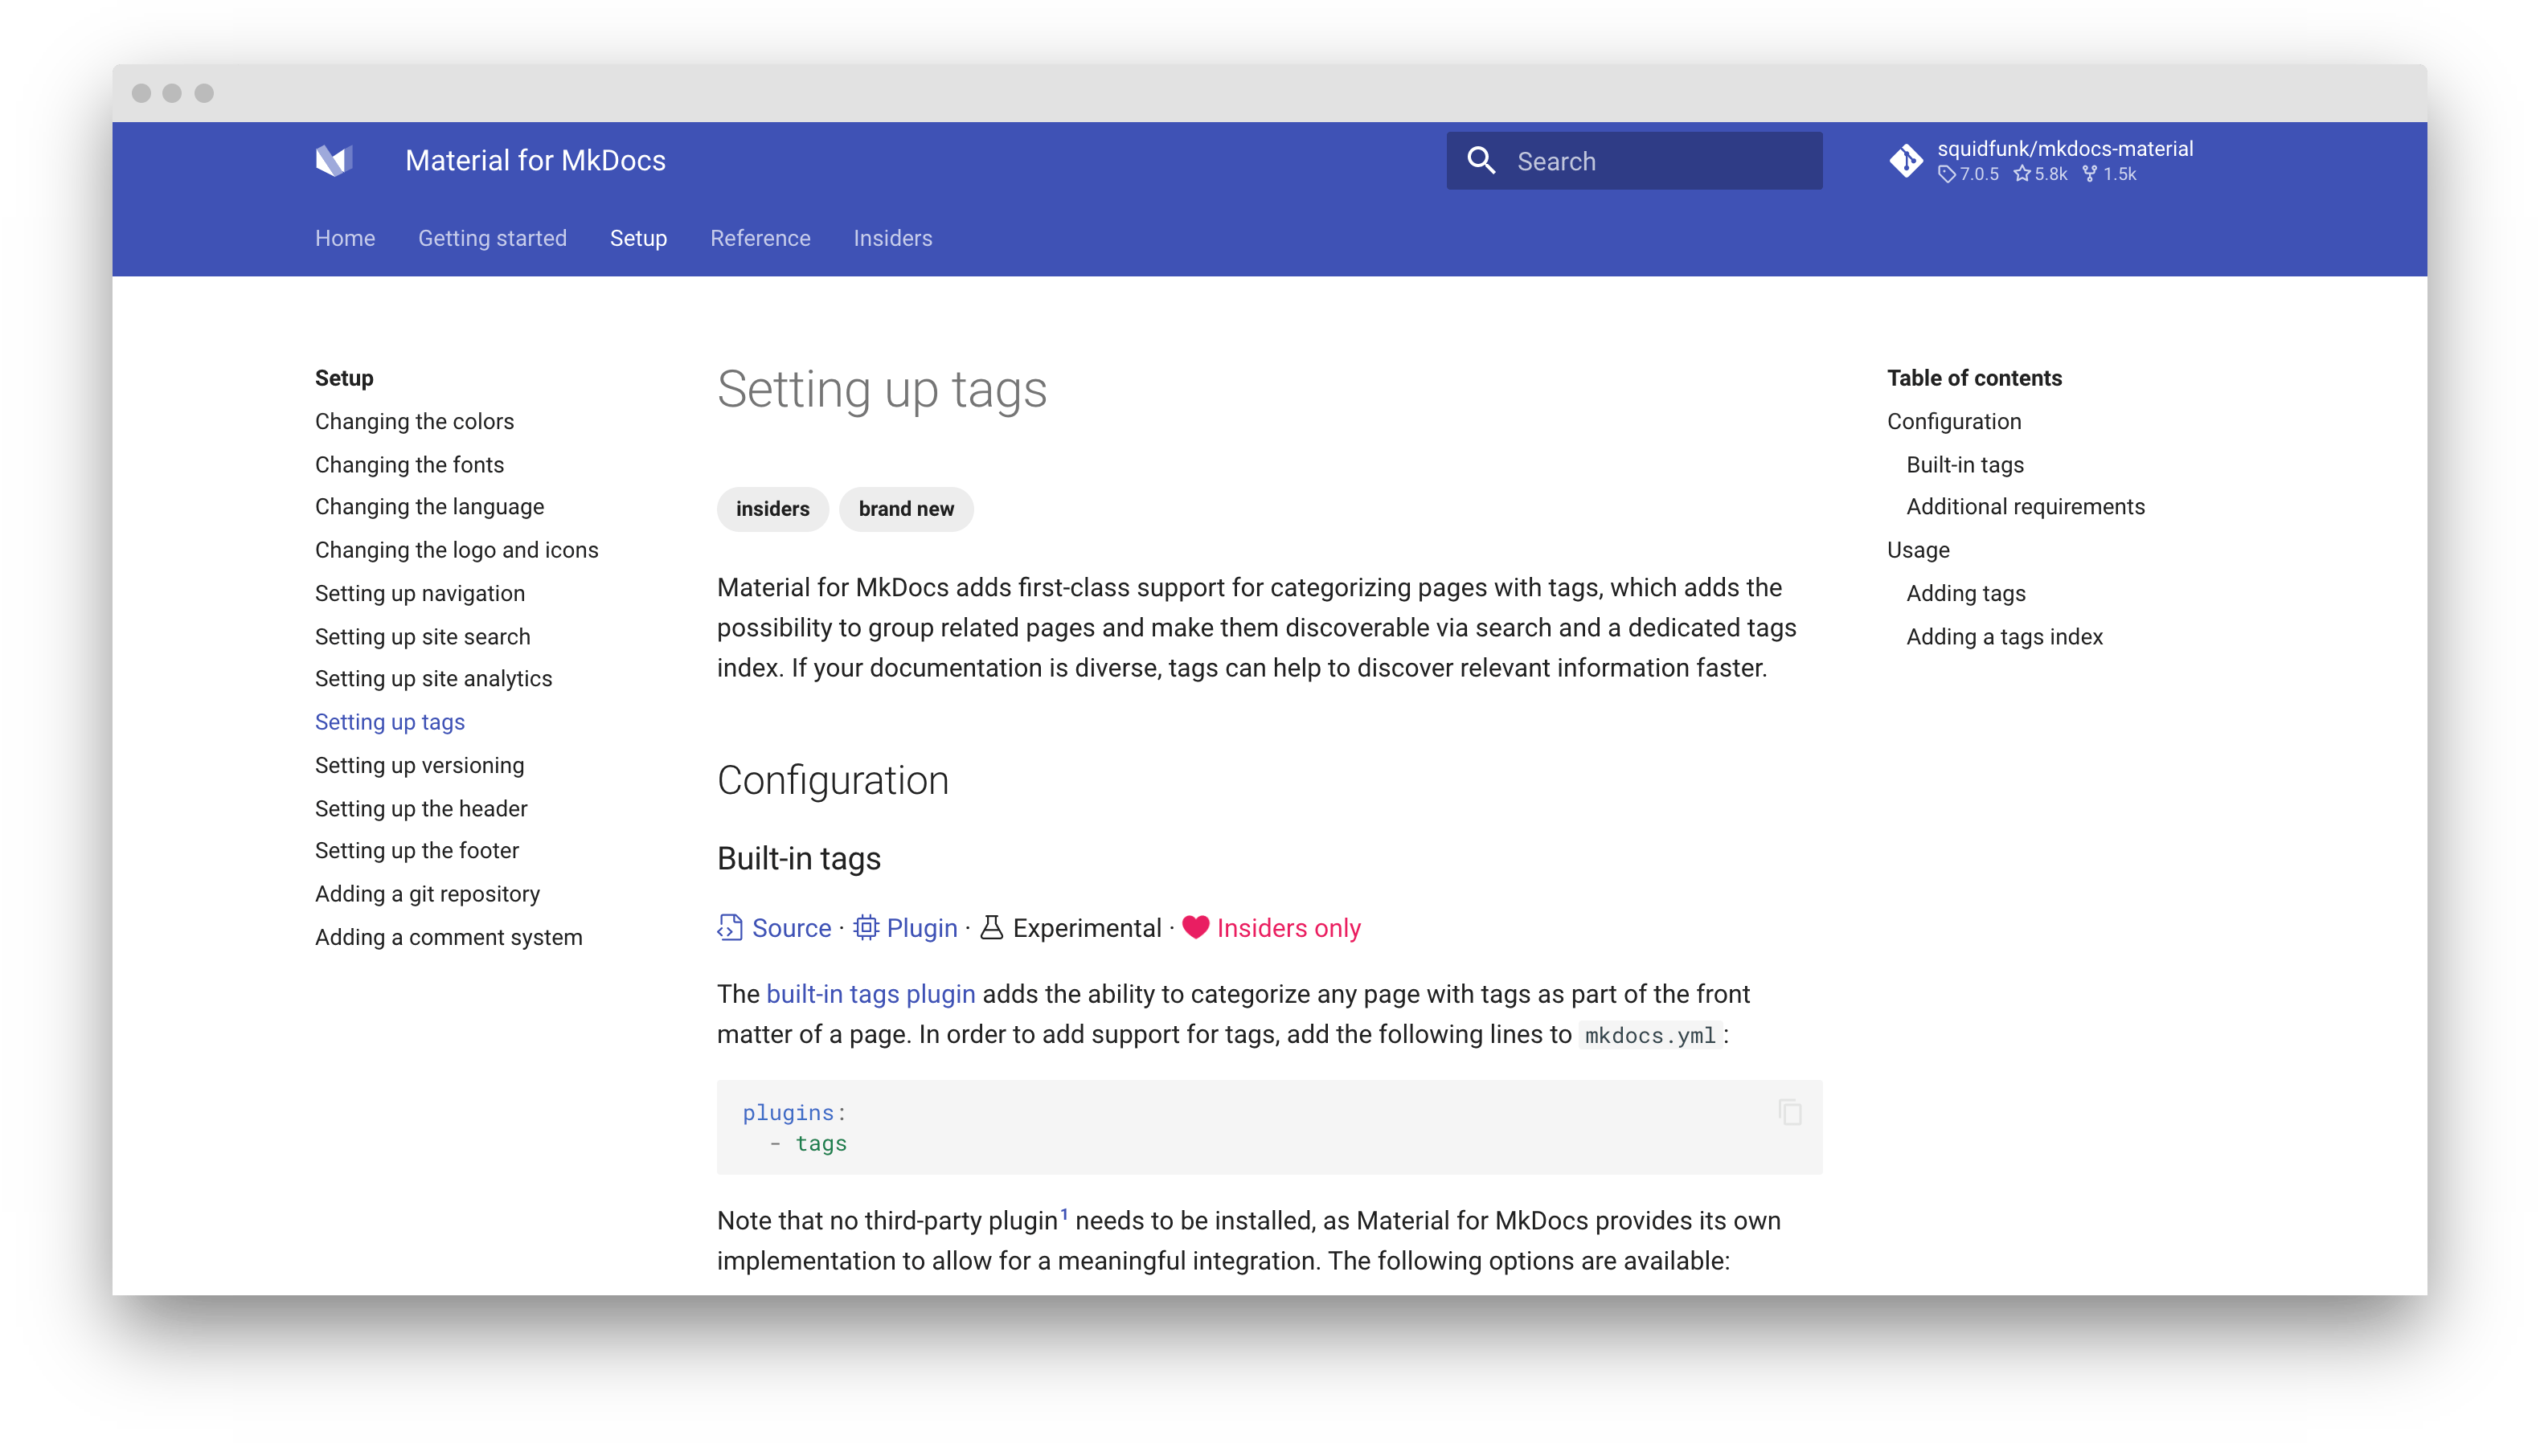 Material for MkDocs
Search
squidfunk/mkdocs-material
7.0.5 5.8k 1.5k
Home Getting started Setup Reference Insiders
Setup
Changing the colors
Changing the fonts
Changing the language
Changing the logo and icons
Setting up navigation
Setting up site search
Setting up site analytics
Setting up tags
Setting up versioning
Setting up the header
Setting up the footer
Adding a git repository
Adding a comment system
Setting up tags
insiders brand new
Material for MkDocs adds first-class support for categorizing pages with tags, which adds the
possibility to group related pages and make them discoverable via search and a dedicated tags
index. If your documentation is diverse, tags can help to discover relevant information faster.
Configuration
Built-in tags
Source · Plugin · Experimental · Insiders only
The built-in tags plugin adds the ability to categorize any page with tags as part of the front
matter of a page. In order to add support for tags, add the following lines to mkdocs.yml:
plugins:
  - tags
Note that no third-party plugin1 needs to be installed, as Material for MkDocs provides its own
implementation to allow for a meaningful integration. The following options are available:
Table of contents
Configuration
Built-in tags
Additional requirements
Usage
Adding tags
Adding a tags index